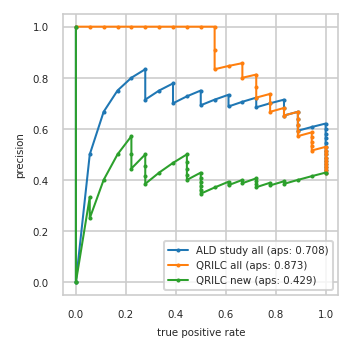 1.0
0.8
0.6
0.4
0.2
0.0
precision
0.0 0.2 0.4 0.6 0.8 1.0
true positive rate
ALD study all (aps: 0.708)
QRILC all (aps: 0.873)
QRILC new (aps: 0.429)